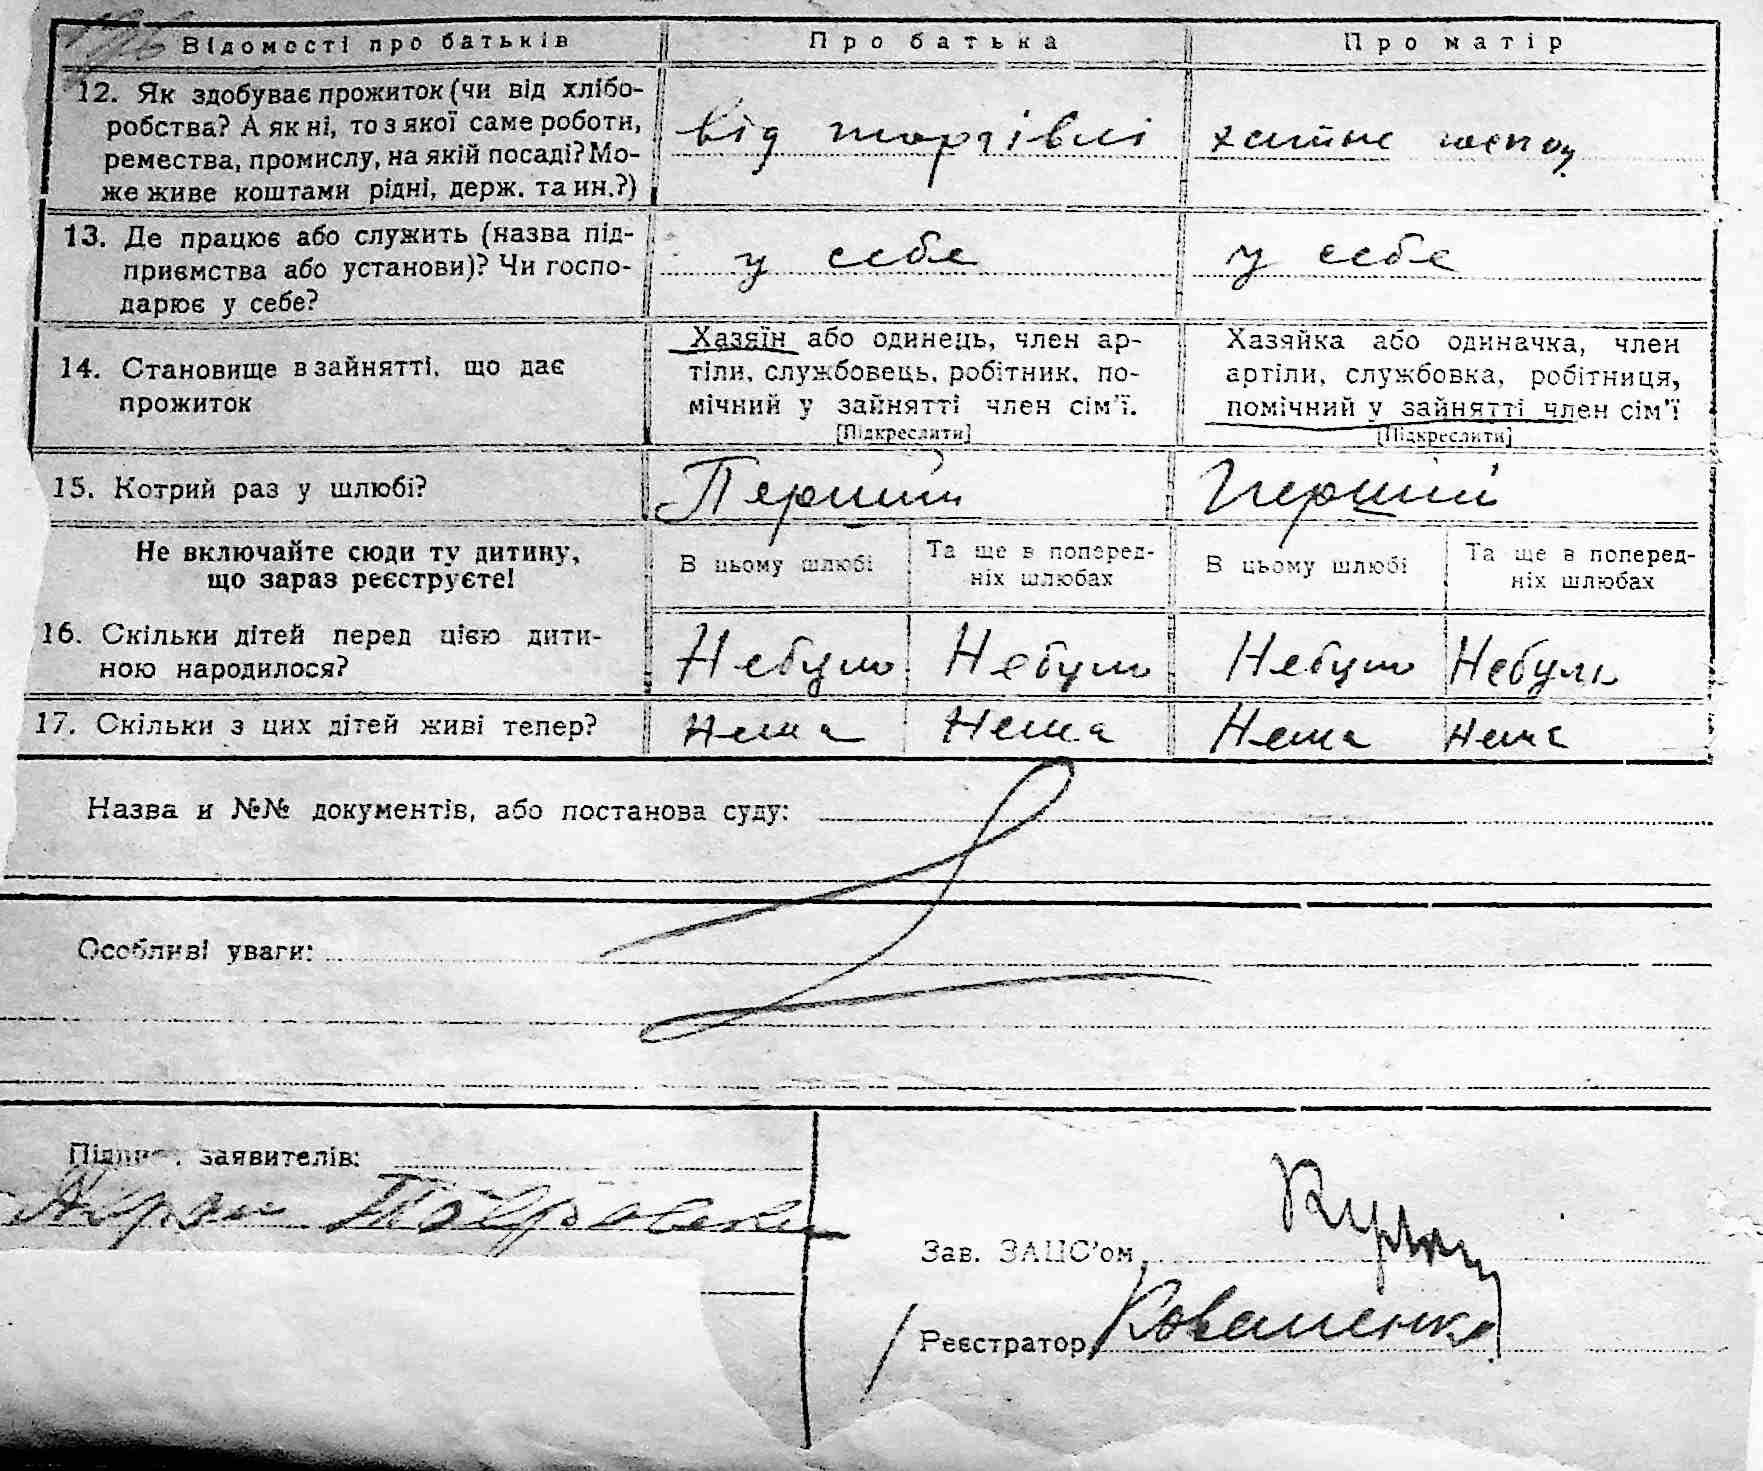 Відомості про батьків Про батька Про матір
12. Як здобуває прожиток (чи від хлібо-
робства? А як ні, то з якої саме роботи,
ремества, промислу, на якій посаді? Мо-
же живе коштами рідні, держ. та ин.?)
від торгівлі хатнє
13. Де працює або служить (назва під-
приємства або установи)? Чи госпо-
дарює у себе?
у себе у себе
14. Становище в зайнятті, що дає
прожиток
Хазяїн або одинець, член ар-
тіли, службовець, робітник, по-
мічний у зайнятті член сім'ї.
[Підкреслити]
Хазяйка або одиначка, член
артіли, службовка, робітниця,
помічний у зайнятті член сім'ї
[Підкреслити]
15. Котрий раз у шлюбі?
Перший Перший
Не включайте сюди ту дитину,
що зараз реєструєте!
В цьому шлюбі
Та ще в поперед-
ніх шлюбах
В цьому шлюбі
Та ще в поперед-
ніх шлюбах
16. Скільки дітей перед цією дити-
ною народилося?
Небуло Небуло Небуло Небуло
17. Скільки з цих дітей живі тепер?
Нема Нема Нема Нема
Назва и №№ документів, або постанова суду:
Особливі уваги:
заявителів:
Зав. ЗАЦС'ом
Реєстратор Коваленко